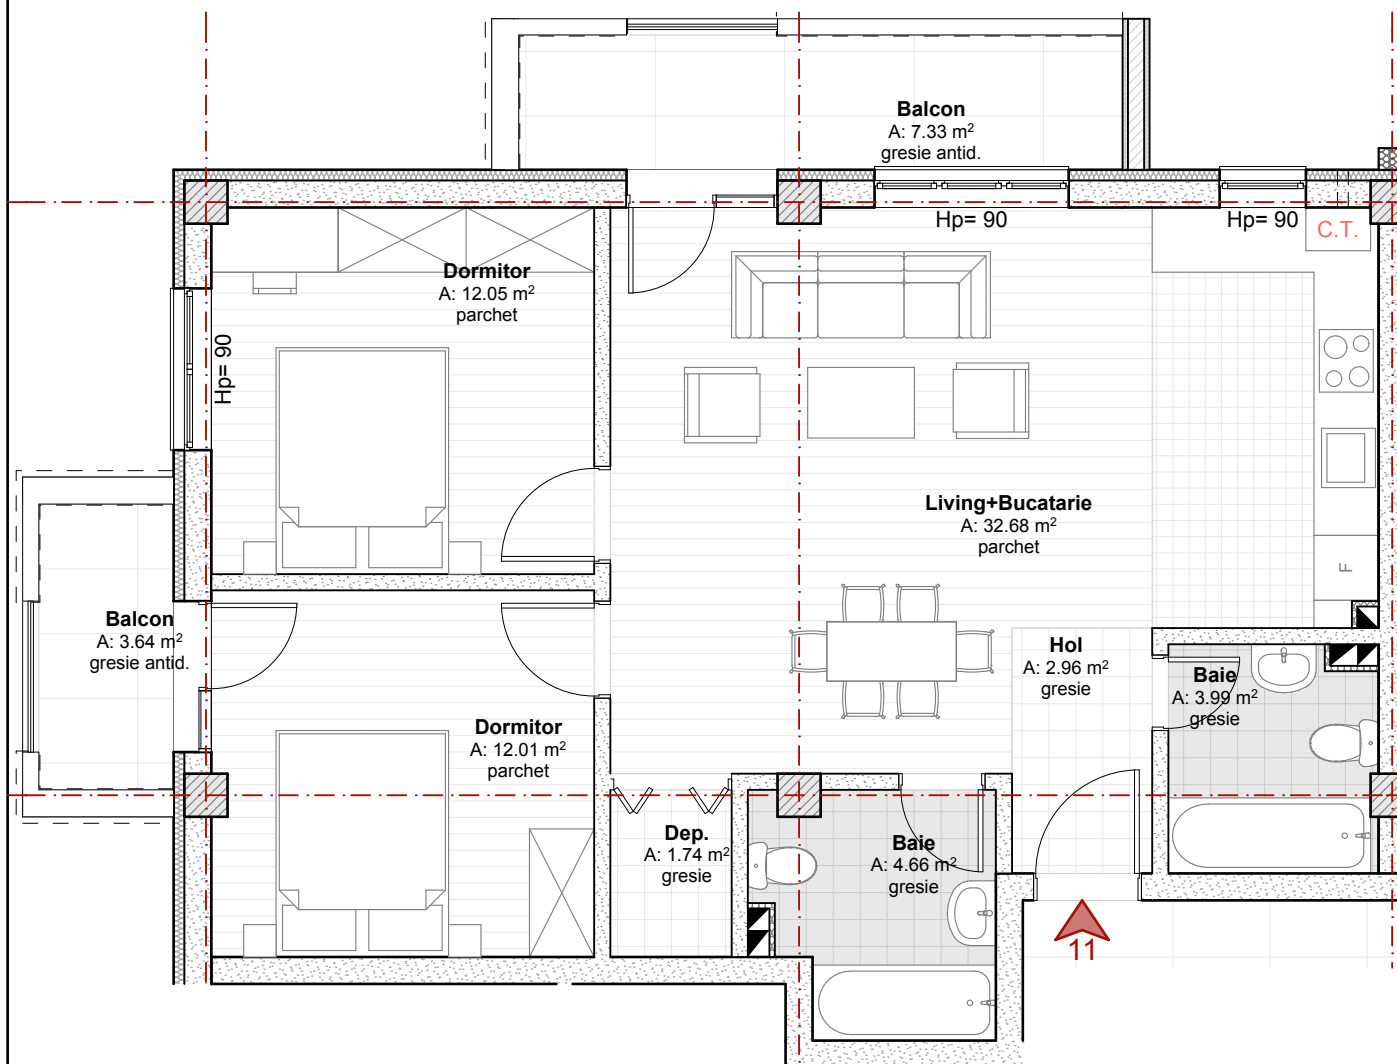 Balcon
A: 7.33 m²
gresie antid.
Hp= 90
Hp= 90
C.T.
Dormitor
A: 12.05 m²
parchet
Hp= 90
Living+Bucatarie
A: 32.68 m²
parchet
F
Balcon
A: 3.64 m²
gresie antid.
Hol
A: 2.96 m²
gresie
Baie
A: 3.99 m²
gresie
Dormitor
A: 12.01 m²
parchet
Dep.
A: 1.74 m²
gresie
Baie
A: 4.66 m²
gresie
11